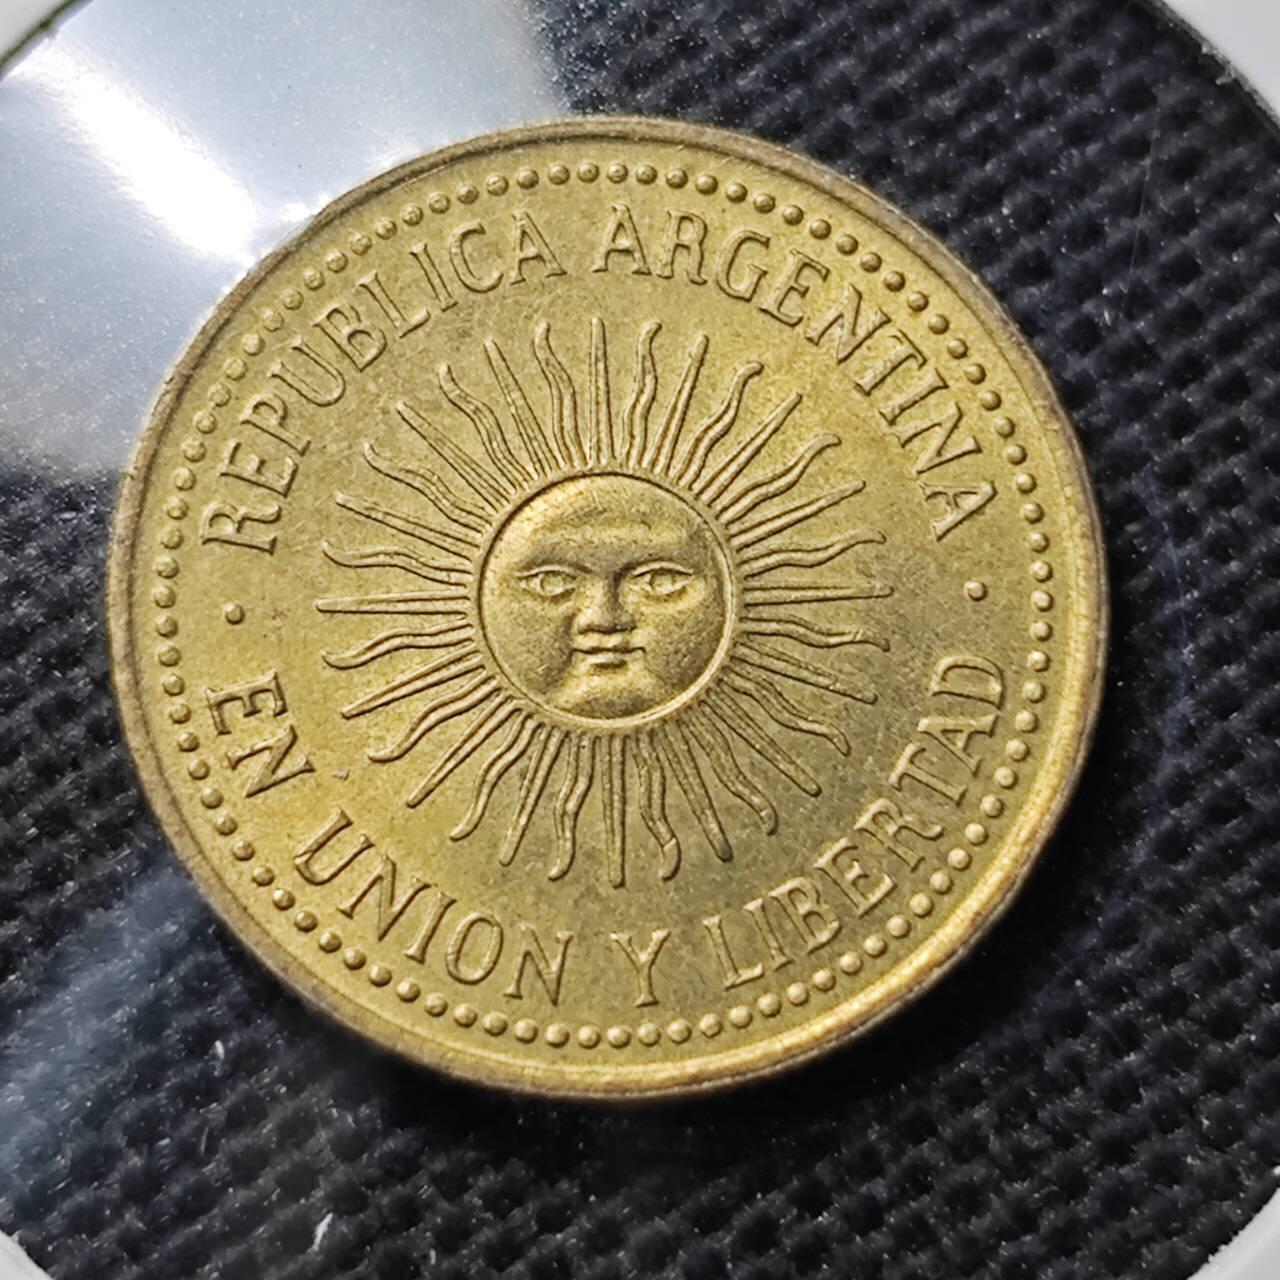 REPUBLICA ARGENTINA
· EN UNION Y LIBERTAD ·